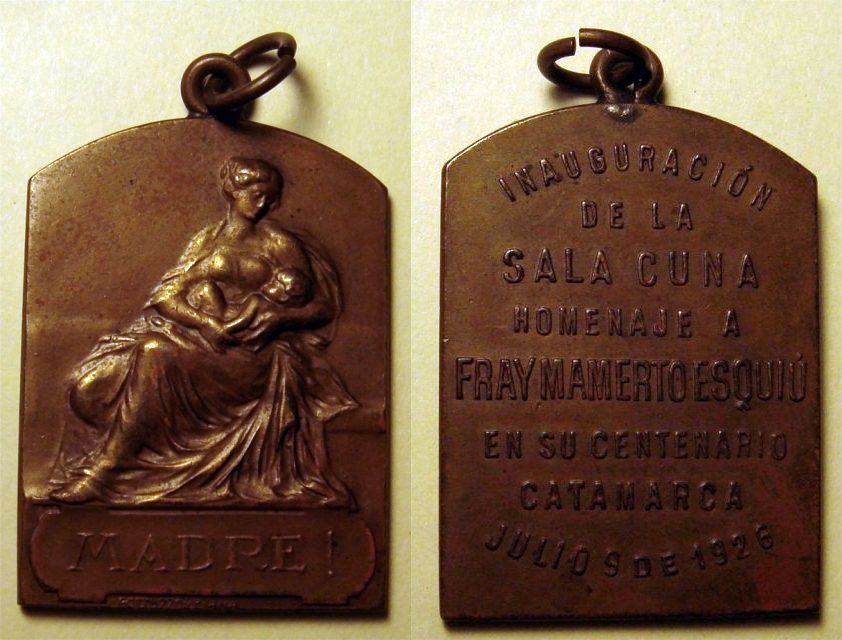 MADRE!
INAUGURACIÓN
DE LA
SALA CUNA
HOMENAJE A
FRAY MAMERTO ESQUIÚ
EN SU CENTENARIO
CATAMARCA
JULIO 9 DE 1926